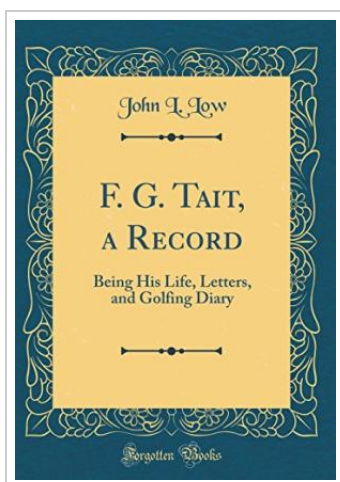 John L. Low
F. G. Tait,
a Record
Being His Life, Letters,
and Golfing Diary
Forgotten Books